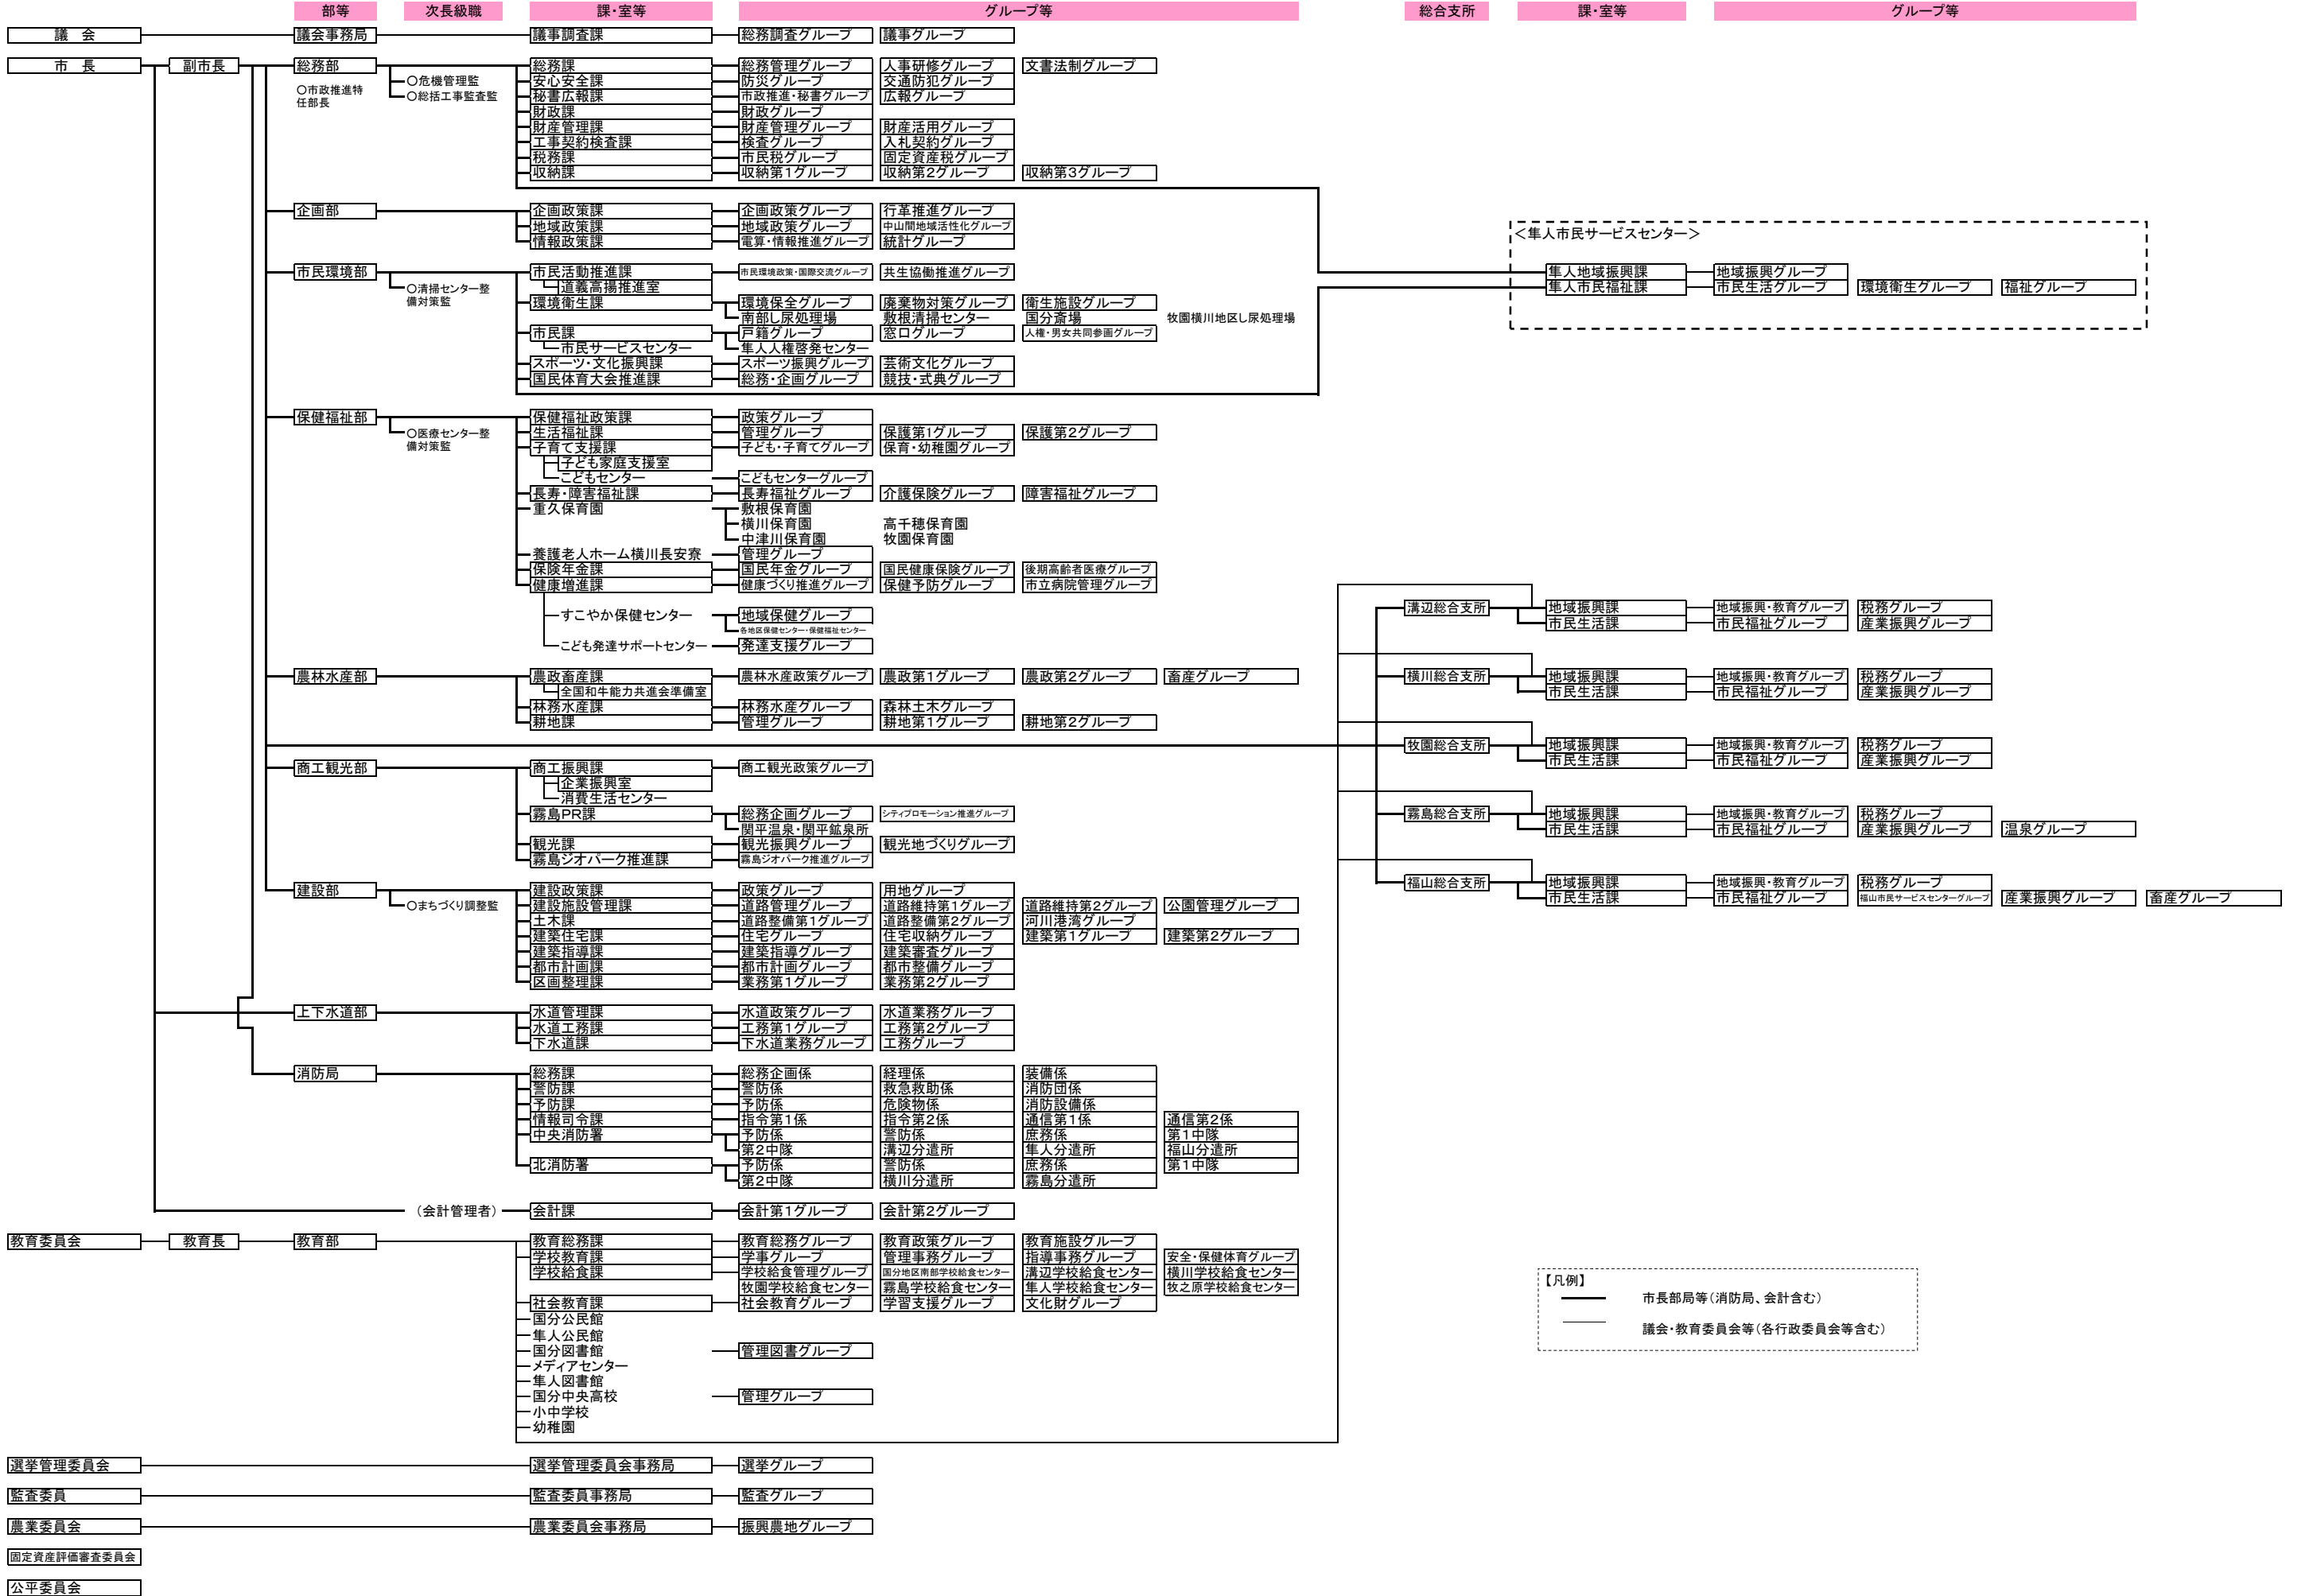 部等 次長級職 課・室等 グループ等 総合支所 課・室等 グループ等
議　会 議会事務局 議事調査課 総務調査グループ 議事グループ
市　長 副市長 総務部 総務課 総務管理グループ 人事研修グループ 文書法制グループ
○危機管理監 安心安全課 防災グループ 交通防犯グループ
○市政推進特
任部長
○総括工事監査監 秘書広報課 市政推進・秘書グループ 広報グループ
財政課 財政グループ
財産管理課 財産管理グループ 財産活用グループ
工事契約検査課 検査グループ 入札契約グループ
税務課 市民税グループ 固定資産税グループ
収納課 収納第1グループ 収納第2グループ 収納第3グループ
企画部 企画政策課 企画政策グループ 行革推進グループ
地域政策課 地域政策グループ 中山間地域活性化グループ
情報政策課 電算・情報推進グループ 統計グループ
＜隼人市民サービスセンター＞
市民環境部 市民活動推進課 市民環境政策・国際交流グループ 共生協働推進グループ 隼人地域振興課 地域振興グループ
○清掃センター整
備対策監
道義高揚推進室 隼人市民福祉課 市民生活グループ 環境衛生グループ 福祉グループ
環境衛生課 環境保全グループ 廃棄物対策グループ 衛生施設グループ
南部し尿処理場 敷根清掃センター 国分斎場 牧園横川地区し尿処理場
市民課 戸籍グループ 窓口グループ 人権・男女共同参画グループ
市民サービスセンター 隼人人権啓発センター
スポーツ・文化振興課 スポーツ振興グループ 芸術文化グループ
国民体育大会推進課 総務・企画グループ 競技・式典グループ
保健福祉部 保健福祉政策課 政策グループ
○医療センター整
備対策監
生活福祉課 管理グループ 保護第1グループ 保護第2グループ
子育て支援課 子ども・子育てグループ 保育・幼稚園グループ
子ども家庭支援室
こどもセンター こどもセンターグループ
長寿・障害福祉課 長寿福祉グループ 介護保険グループ 障害福祉グループ
重久保育園 敷根保育園
横川保育園 高千穂保育園
中津川保育園 牧園保育園
養護老人ホーム横川長安寮 管理グループ
保険年金課 国民年金グループ 国民健康保険グループ 後期高齢者医療グループ
健康増進課 健康づくり推進グループ 保健予防グループ 市立病院管理グループ
すこやか保健センター 地域保健グループ 溝辺総合支所 地域振興課 地域振興・教育グループ 税務グループ
各地区保健センター・保健福祉センター 市民生活課 市民福祉グループ 産業振興グループ
こども発達サポートセンター 発達支援グループ
農林水産部 農政畜産課 農林水産政策グループ 農政第1グループ 農政第2グループ 畜産グループ 横川総合支所 地域振興課 地域振興・教育グループ 税務グループ
全国和牛能力共進会準備室 市民生活課 市民福祉グループ 産業振興グループ
林務水産課 林務水産グループ 森林土木グループ
耕地課 管理グループ 耕地第1グループ 耕地第2グループ
牧園総合支所 地域振興課 地域振興・教育グループ 税務グループ
市民生活課 市民福祉グループ 産業振興グループ
商工観光部 商工振興課 商工観光政策グループ
企業振興室
消費生活センター
霧島PR課 総務企画グループ シティプロモーション推進グループ 霧島総合支所 地域振興課 地域振興・教育グループ 税務グループ
関平温泉・関平鉱泉所 市民生活課 市民福祉グループ 産業振興グループ 温泉グループ
観光課 観光振興グループ 観光地づくりグループ
霧島ジオパーク推進課 霧島ジオパーク推進グループ
建設部 建設政策課 政策グループ 用地グループ 福山総合支所 地域振興課 地域振興・教育グループ 税務グループ
○まちづくり調整監 建設施設管理課 道路管理グループ 道路維持第1グループ 道路維持第2グループ 公園管理グループ 市民生活課 市民福祉グループ 福山市民サービスセンターグループ 産業振興グループ 畜産グループ
土木課 道路整備第1グループ 道路整備第2グループ 河川港湾グループ
建築住宅課 住宅グループ 住宅収納グループ 建築第1グループ 建築第2グループ
建築指導課 建築指導グループ 建築審査グループ
都市計画課 都市計画グループ 都市整備グループ
区画整理課 業務第1グループ 業務第2グループ
上下水道部 水道管理課 水道政策グループ 水道業務グループ
水道工務課 工務第1グループ 工務第2グループ
下水道課 下水道業務グループ 工務グループ
消防局 総務課 総務企画係 経理係 装備係
警防課 警防係 救急救助係 消防団係
予防課 予防係 危険物係 消防設備係
情報司令課 指令第1係 指令第2係 通信第1係 通信第2係
中央消防署 予防係 警防係 庶務係 第1中隊
第2中隊 溝辺分遣所 隼人分遣所 福山分遣所
北消防署 予防係 警防係 庶務係 第1中隊
第2中隊 横川分遣所 霧島分遣所
（会計管理者） 会計課 会計第1グループ 会計第2グループ
教育委員会 教育長 教育部 教育総務課 教育総務グループ 教育政策グループ 教育施設グループ
学校教育課 学事グループ 管理事務グループ 指導事務グループ 安全・保健体育グループ
学校給食課 学校給食管理グループ 国分地区南部学校給食センター 溝辺学校給食センター 横川学校給食センター
牧園学校給食センター 霧島学校給食センター 隼人学校給食センター 牧之原学校給食センター
社会教育課 社会教育グループ 学習支援グループ 文化財グループ
国分公民館
隼人公民館
国分図書館 管理図書グループ
メディアセンター
隼人図書館
国分中央高校 管理グループ
小中学校
幼稚園
【凡例】
市長部局等（消防局、会計含む）
議会・教育委員会等（各行政委員会等含む）
選挙管理委員会 選挙管理委員会事務局 選挙グループ
監査委員 監査委員事務局 監査グループ
農業委員会 農業委員会事務局 振興農地グループ
固定資産評価審査委員会
公平委員会